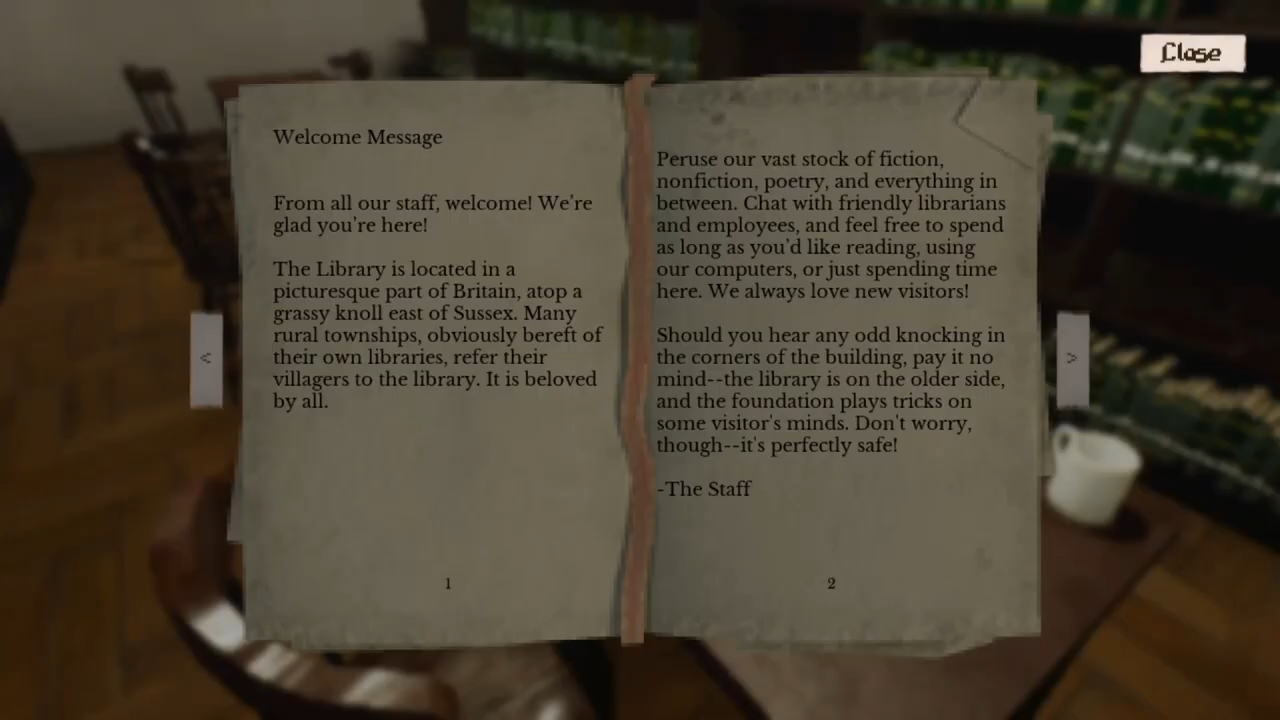 Close
Welcome Message
From all our staff, welcome! We're
glad you're here!
The Library is located in a
picturesque part of Britain, atop a
grassy knoll east of Sussex. Many
rural townships, obviously bereft of
their own libraries, refer their
villagers to the library. It is beloved
by all.
1
Peruse our vast stock of fiction,
nonfiction, poetry, and everything in
between. Chat with friendly librarians
and employees, and feel free to spend
as long as you'd like reading, using
our computers, or just spending time
here. We always love new visitors!
Should you hear any odd knocking in
the corners of the building, pay it no
mind--the library is on the older side,
and the foundation plays tricks on
some visitor's minds. Don't worry,
though--it's perfectly safe!
-The Staff
2
<
>